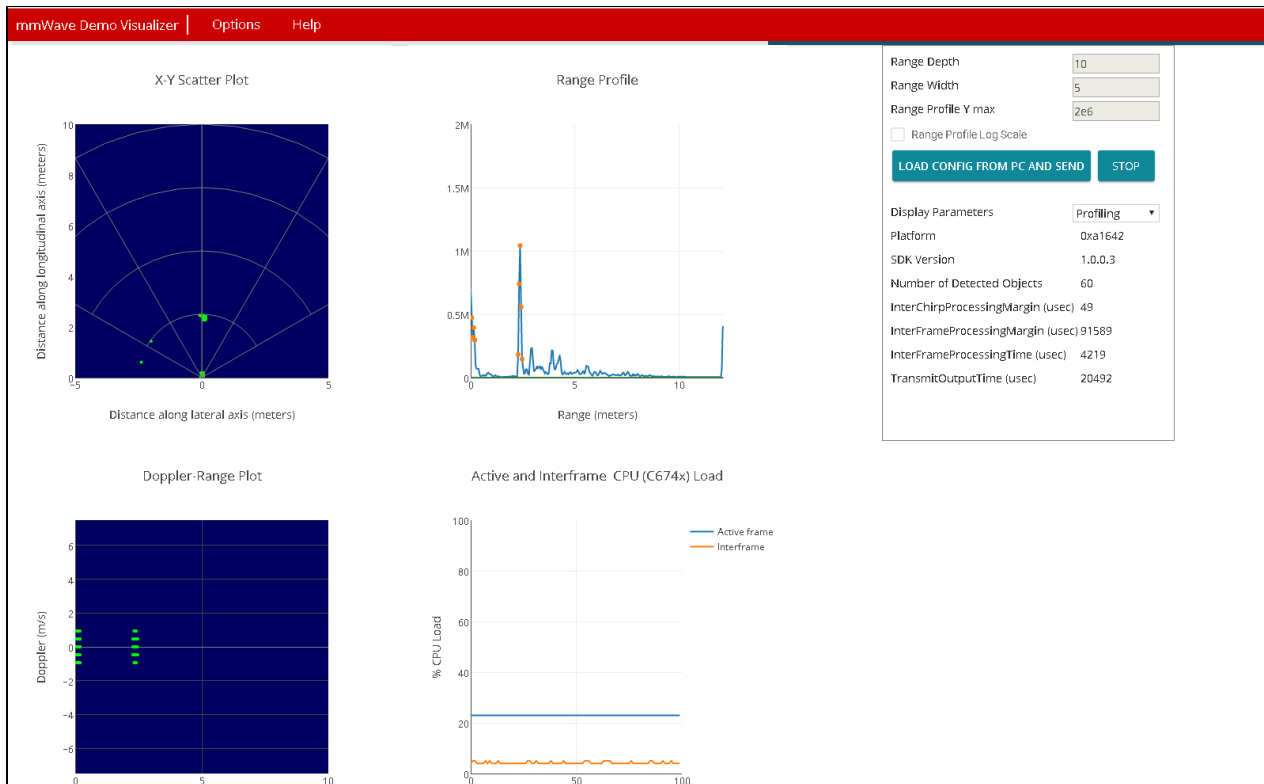 mmWave Demo Visualizer Options Help
X-Y Scatter Plot
10
8
6
4
2
0
−5
0
5
Distance along longitudinal axis (meters)
Distance along lateral axis (meters)
Range Profile
2M
1.5M
1M
0.5M
0
0
5
10
Range (meters)
Range Depth 10
Range Width 5
Range Profile Y max 2e6
Range Profile Log Scale
LOAD CONFIG FROM PC AND SEND STOP
Display Parameters Profiling
Platform 0xa1642
SDK Version 1.0.0.3
Number of Detected Objects 60
InterChirpProcessingMargin (usec) 49
InterFrameProcessingMargin (usec) 91589
InterFrameProcessingTime (usec) 4219
TransmitOutputTime (usec) 20492
Doppler-Range Plot
6
4
2
0
−2
−4
−6
0
5
10
Doppler (m/s)
Active and Interframe CPU (C674x) Load
100
80
60
40
20
0
0
50
100
% CPU Load
Active frame
Interframe